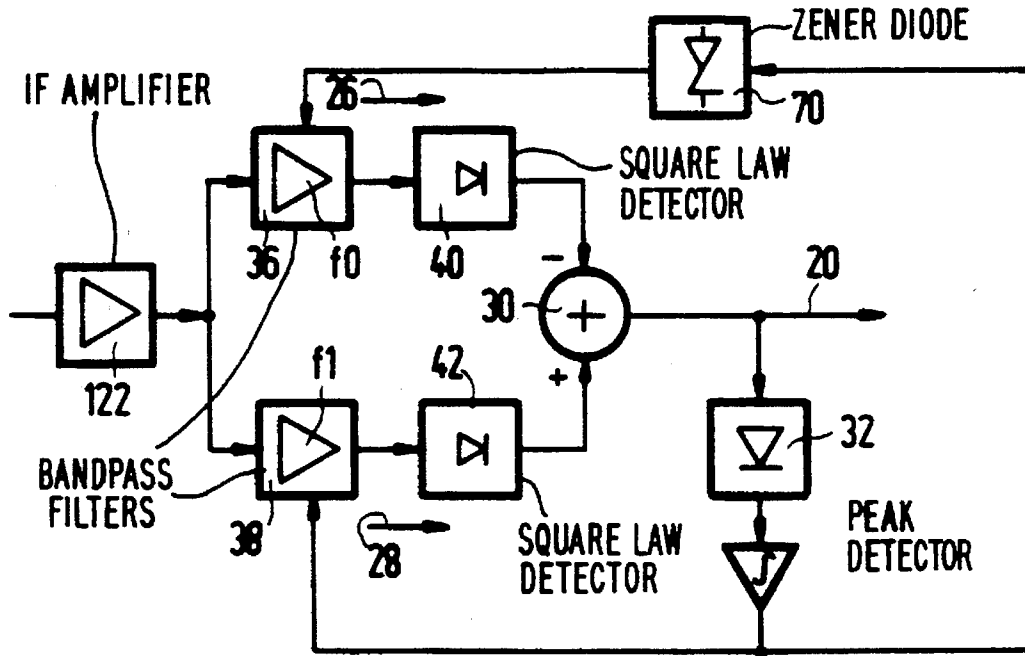 ZENER DIODE
70
26
IF AMPLIFIER
SQUARE LAW
DETECTOR
36
f0
40
−
30
+
20
122
f1
42
+
32
BANDPASS
FILTERS
38
28
SQUARE LAW
DETECTOR
PEAK
DETECTOR
∫